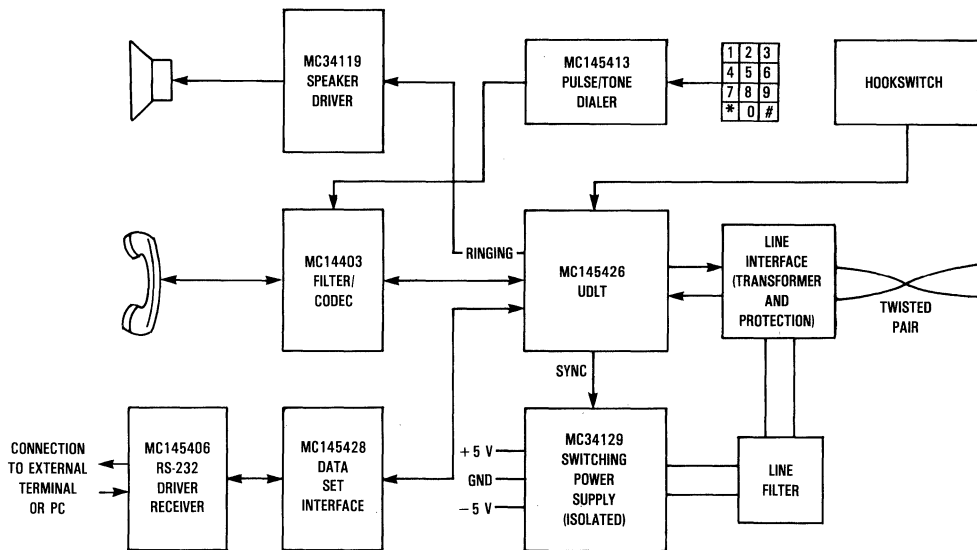 MC34119
SPEAKER
DRIVER
MC145413
PULSE/TONE
DIALER
1 2 3
4 5 6
7 8 9
* 0 #
HOOKSWITCH
MC14403
FILTER/
CODEC
RINGING
MC145426
UDLT
LINE
INTERFACE
(TRANSFORMER
AND
PROTECTION)
TWISTED
PAIR
SYNC
CONNECTION
TO EXTERNAL
TERMINAL
OR PC
MC145406
RS-232
DRIVER
RECEIVER
MC145428
DATA
SET
INTERFACE
+5 V
GND
−5 V
MC34129
SWITCHING
POWER
SUPPLY
(ISOLATED)
LINE
FILTER